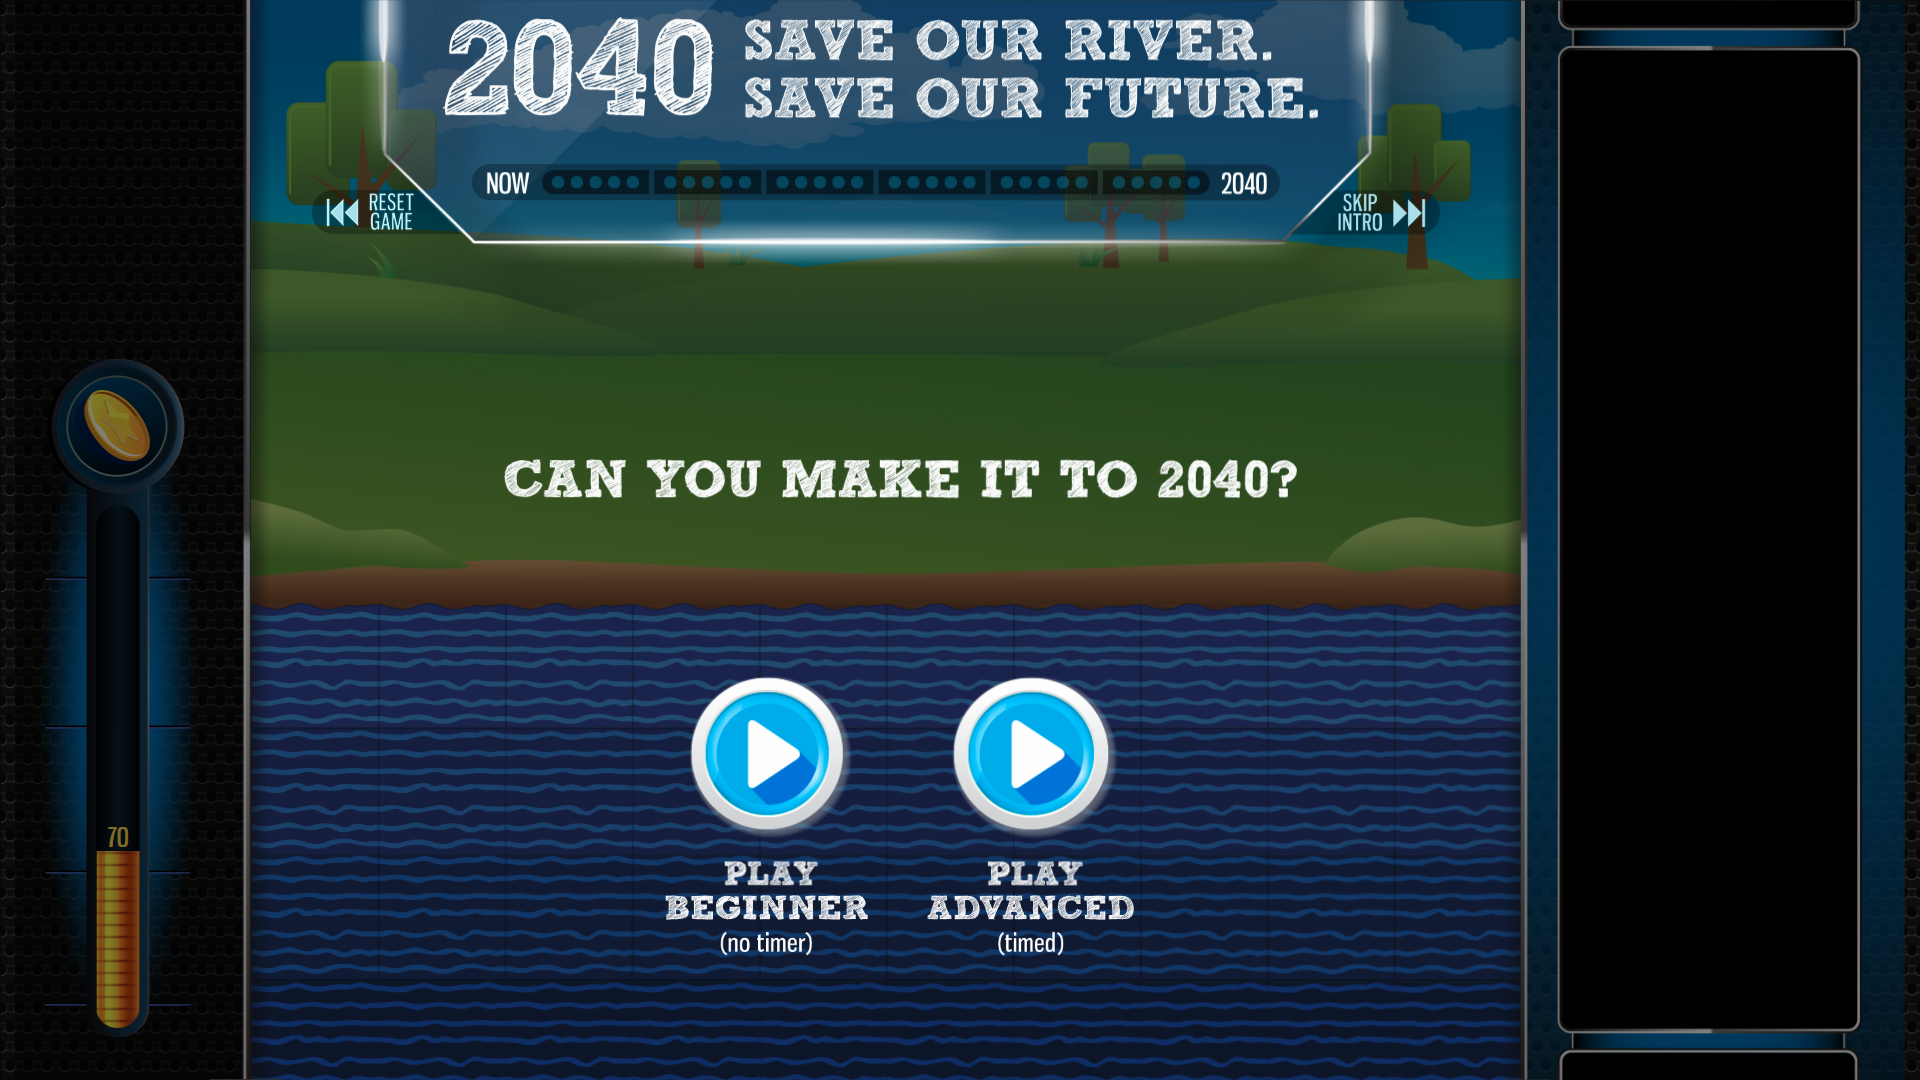 2040
SAVE OUR RIVER.
SAVE OUR FUTURE.
NOW
2040
RESET
GAME
SKIP
INTRO
CAN YOU MAKE IT TO 2040?
70
PLAY
BEGINNER
(no timer)
PLAY
ADVANCED
(timed)